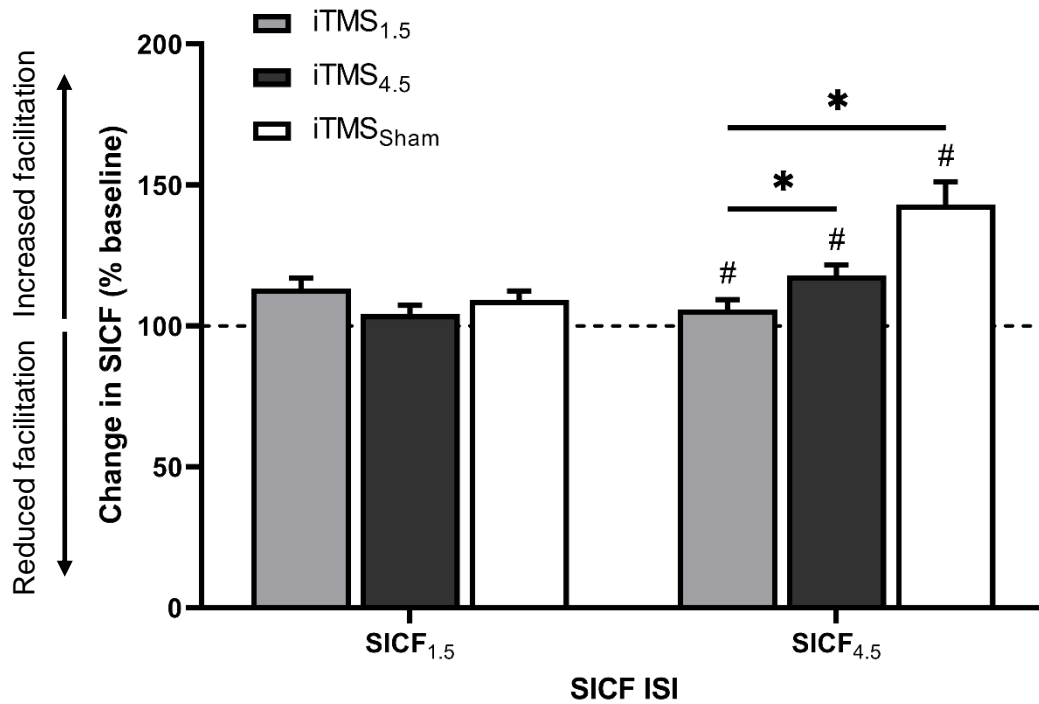 iTMS1.5
iTMS4.5
iTMSSham
Reduced facilitation Increased facilitation
Change in SICF (% baseline)
200
150
100
50
0
*
*
#
#
#
SICF1.5
SICF4.5
SICF ISI